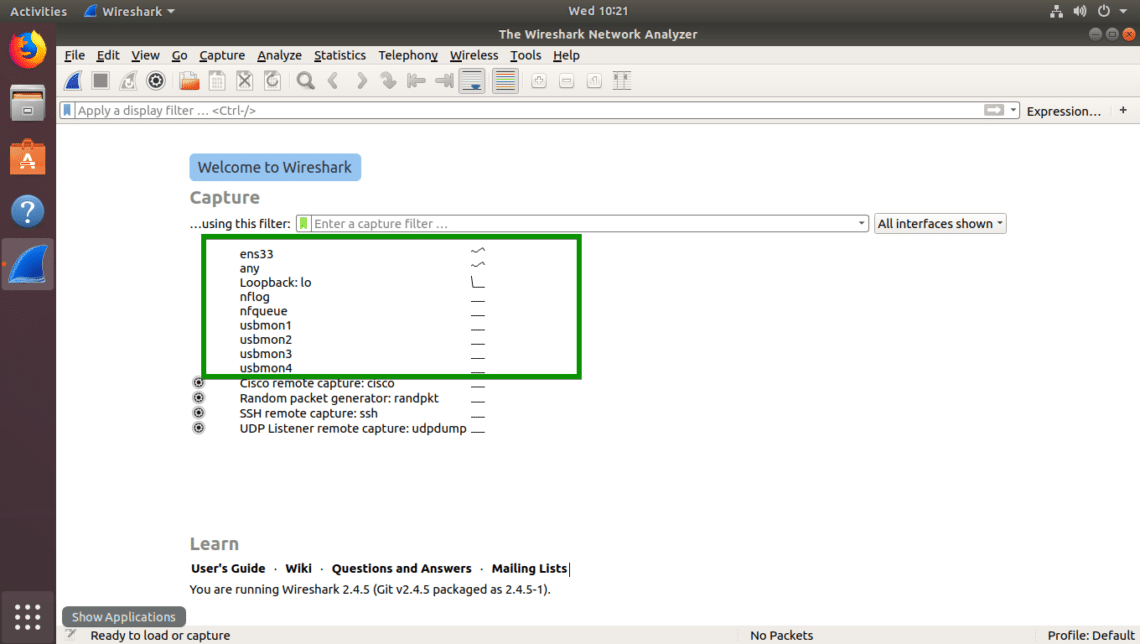 Activities Wireshark Wed 10:21
The Wireshark Network Analyzer
File Edit View Go Capture Analyze Statistics Telephony Wireless Tools Help
Apply a display filter … <Ctrl-/> Expression… +
Welcome to Wireshark
Capture
…using this filter: Enter a capture filter … All interfaces shown
ens33
any
Loopback: lo
nflog
nfqueue
usbmon1
usbmon2
usbmon3
usbmon4
Cisco remote capture: cisco
Random packet generator: randpkt
SSH remote capture: ssh
UDP Listener remote capture: udpdump
Learn
User's Guide · Wiki · Questions and Answers · Mailing Lists
You are running Wireshark 2.4.5 (Git v2.4.5 packaged as 2.4.5-1).
Show Applications
Ready to load or capture No Packets Profile: Default